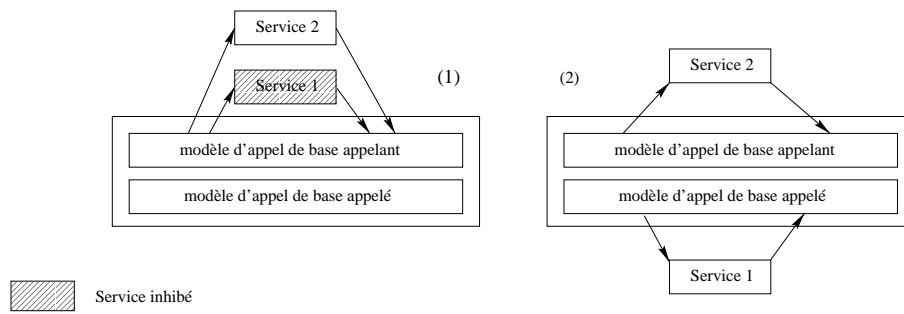 Service 2
Service 1
(1)
modèle d'appel de base appelant
modèle d'appel de base appelé
(2)
Service 2
modèle d'appel de base appelant
modèle d'appel de base appelé
Service 1
Service inhibé